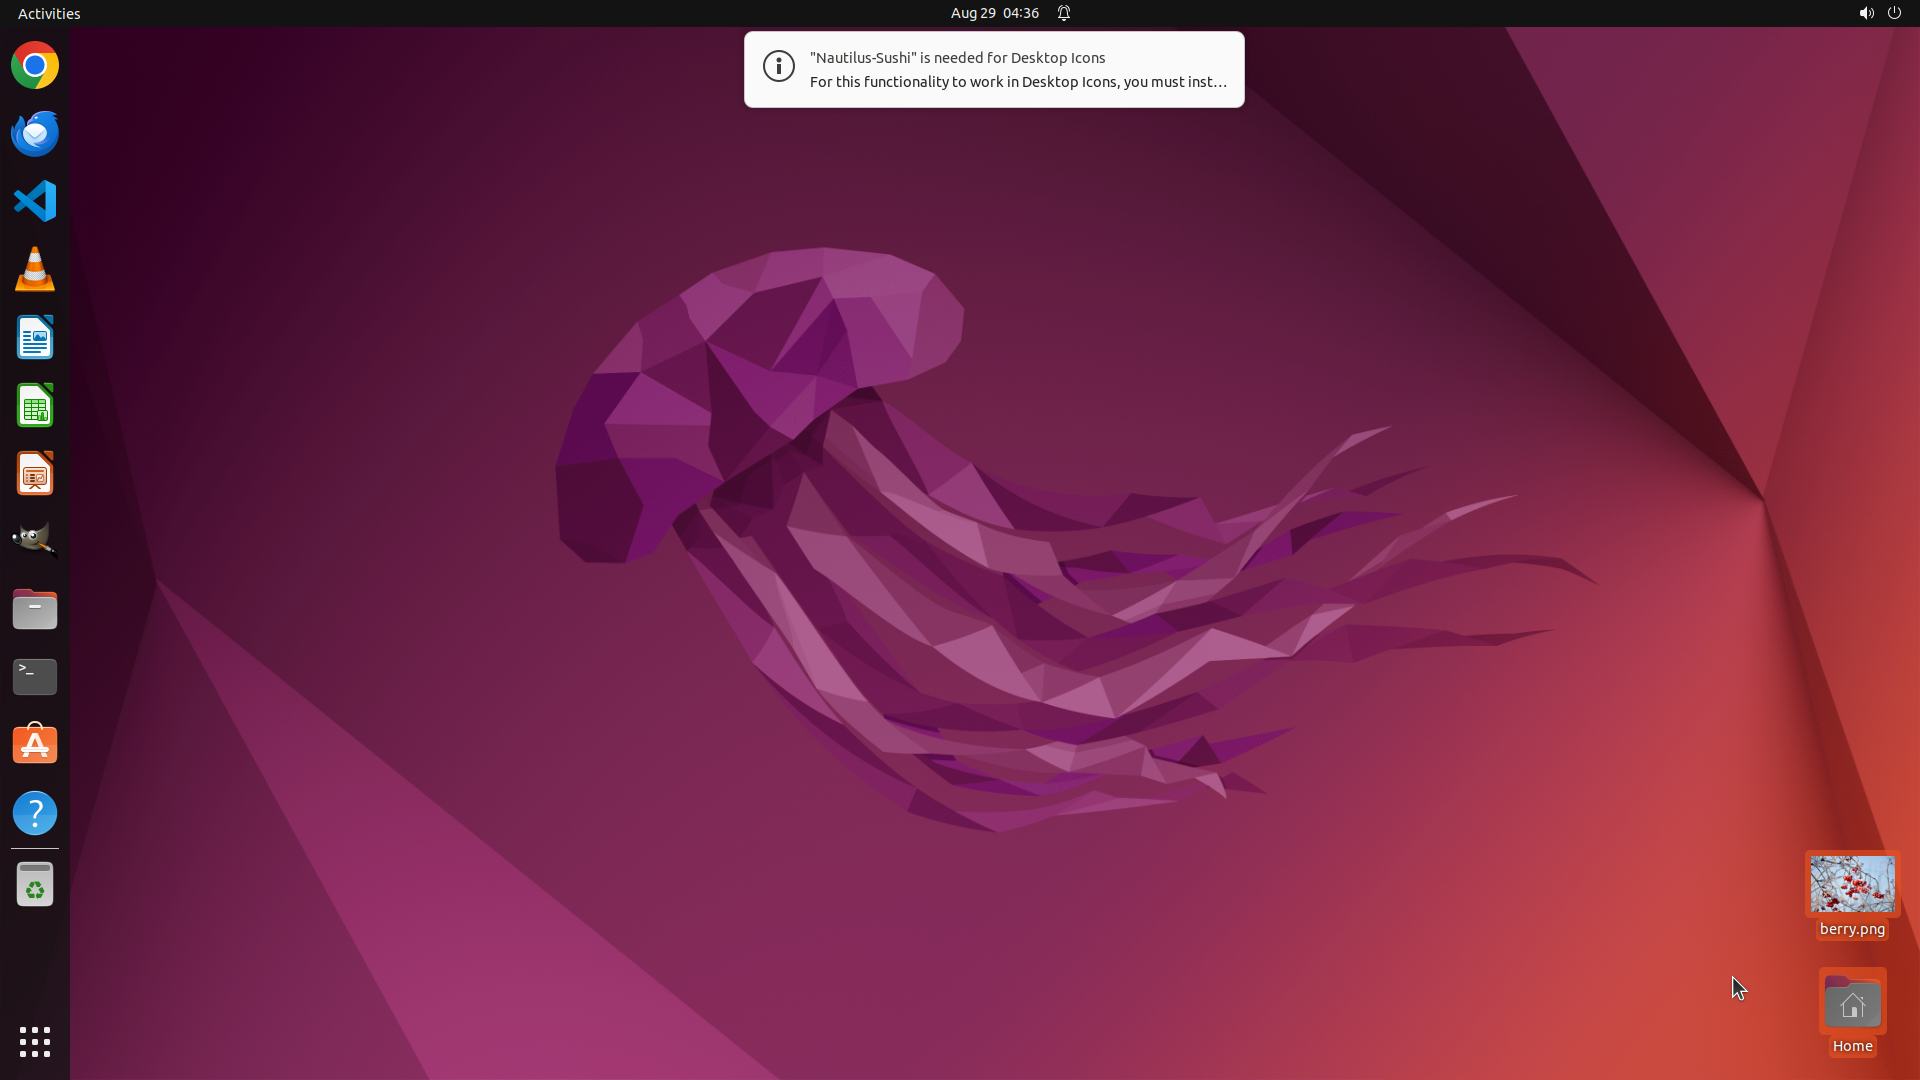 Activities
Aug 29 04:36
"Nautilus-Sushi" is needed for Desktop Icons
For this functionality to work in Desktop Icons, you must inst…
berry.png
Home